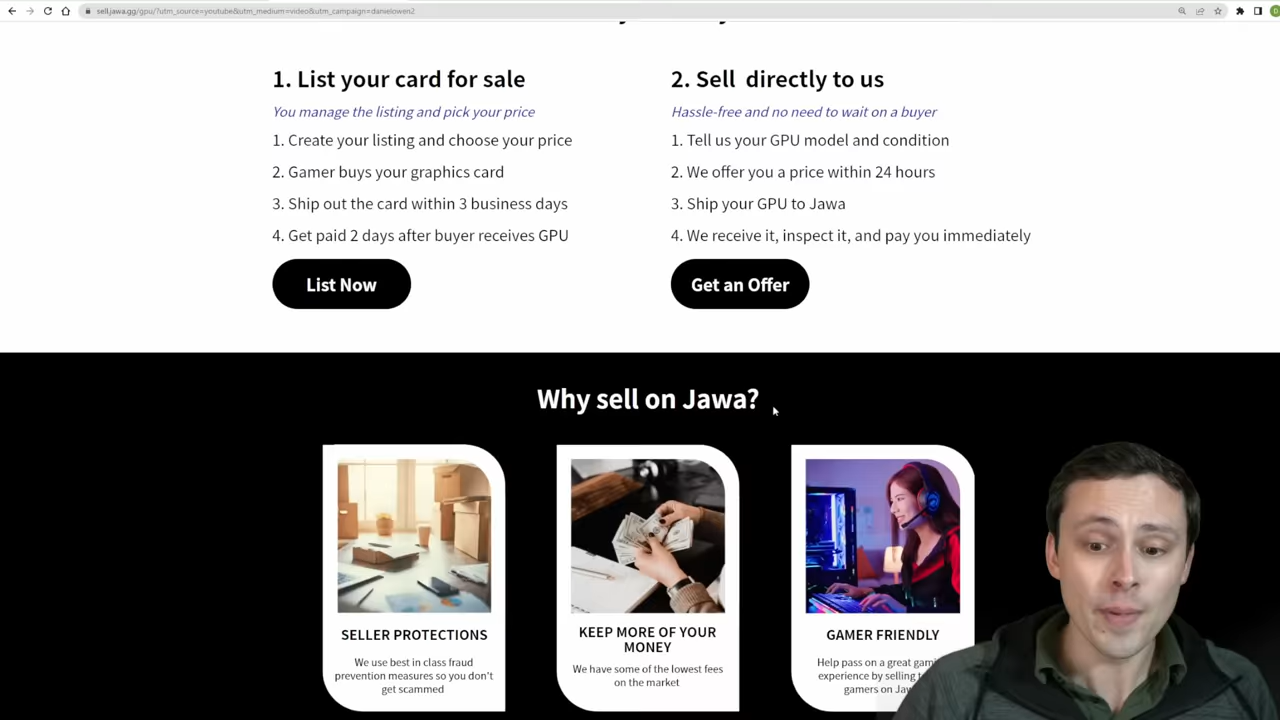 sell.jawa.gg/gpu/?utm_source=youtube&utm_medium=video&utm_campaign=danielowen2
1. List your card for sale
You manage the listing and pick your price
1. Create your listing and choose your price
2. Gamer buys your graphics card
3. Ship out the card within 3 business days
4. Get paid 2 days after buyer receives GPU
List Now
2. Sell directly to us
Hassle-free and no need to wait on a buyer
1. Tell us your GPU model and condition
2. We offer you a price within 24 hours
3. Ship your GPU to Jawa
4. We receive it, inspect it, and pay you immediately
Get an Offer
Why sell on Jawa?
SELLER PROTECTIONS
We use best in class fraud
prevention measures so you don't
get scammed
KEEP MORE OF YOUR
MONEY
We have some of the lowest fees
on the market
GAMER FRIENDLY
Help pass on a great
experience by selling
gamers on